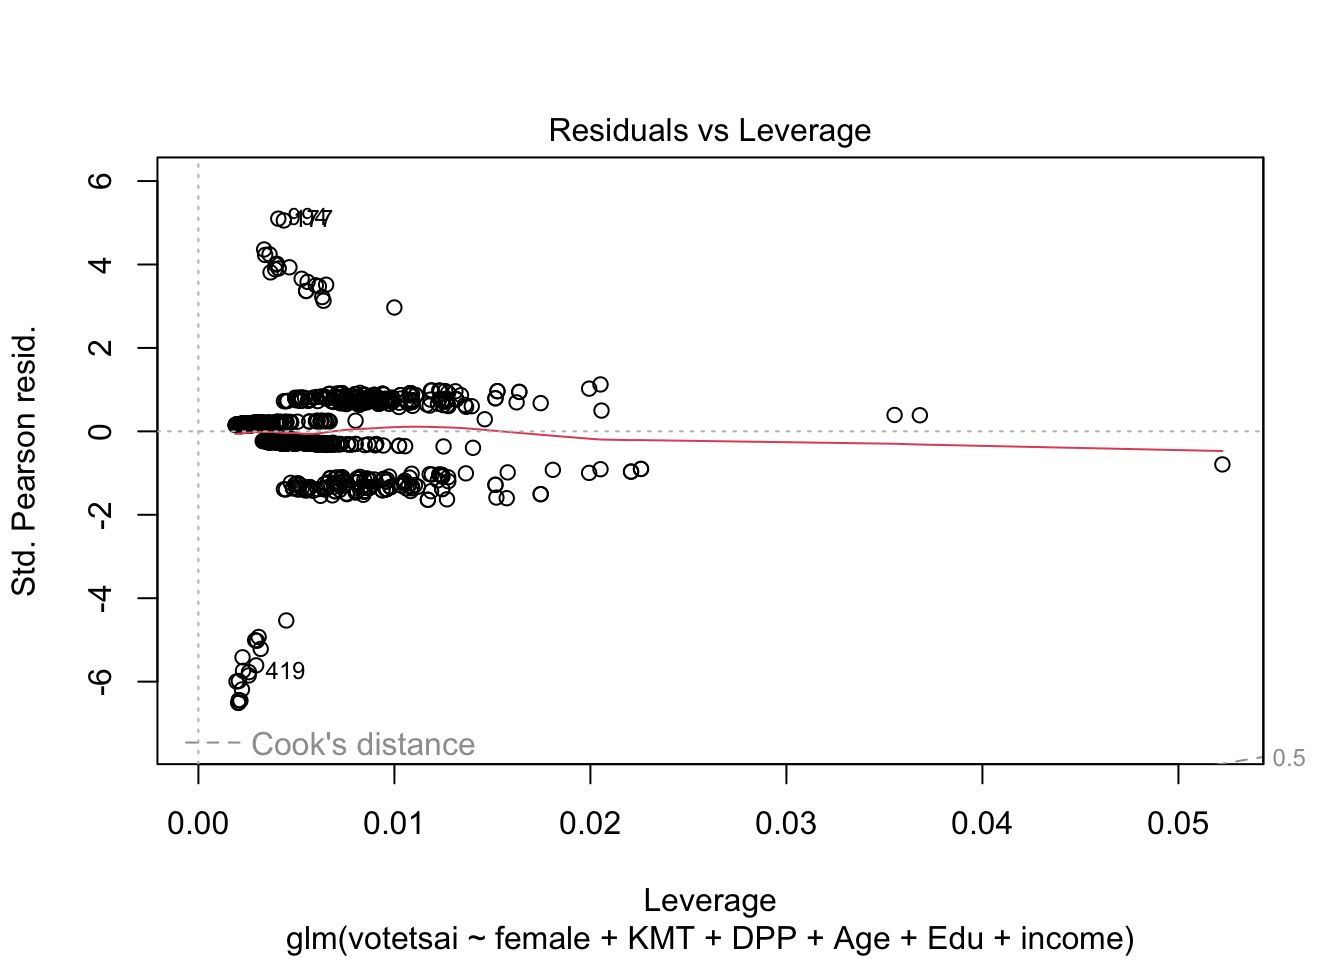 Residuals vs Leverage
Std. Pearson resid.
6
4
2
0
-2
-4
-6
177
419
Cook's distance
0.5
0.00 0.01 0.02 0.03 0.04 0.05
Leverage
glm(votetsai ~ female + KMT + DPP + Age + Edu + income)